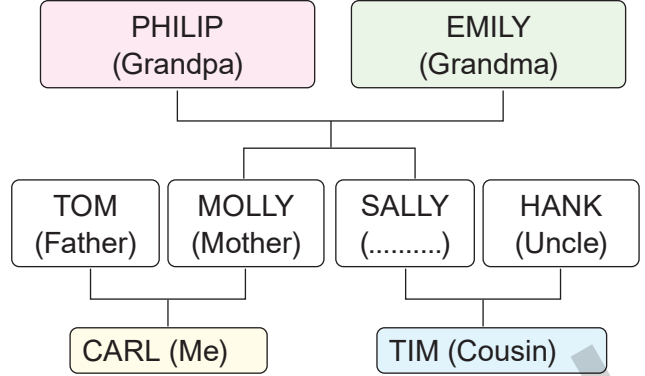 PHILIP
(Grandpa)
EMILY
(Grandma)
TOM
(Father)
MOLLY
(Mother)
SALLY
(..........)
HANK
(Uncle)
CARL (Me)
TIM (Cousin)